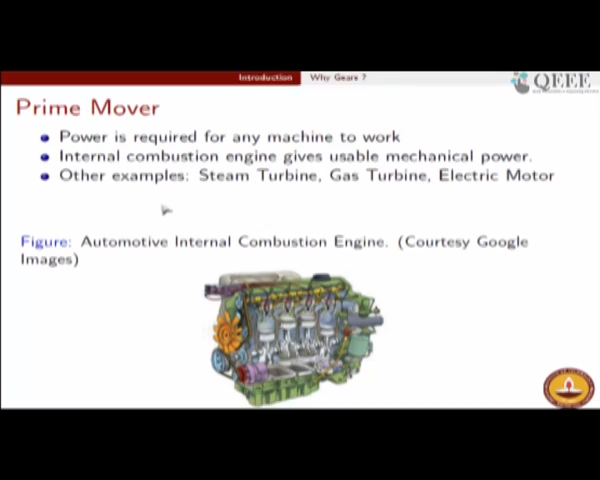 Introduction
Why Gears ?
QEEE
Prime Mover
Power is required for any machine to work
Internal combustion engine gives usable mechanical power.
Other examples: Steam Turbine, Gas Turbine, Electric Motor
Figure: Automotive Internal Combustion Engine. (Courtesy Google
Images)